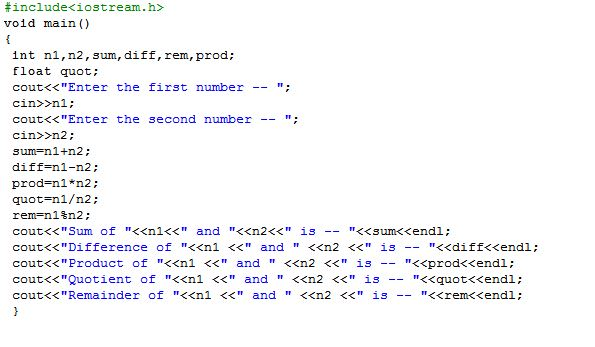 #include<iostream.h>
void main()
{
int n1,n2,sum,diff,rem,prod;
float quot;
cout<<"Enter the first number -- ";
cin>>n1;
cout<<"Enter the second number -- ";
cin>>n2;
sum=n1+n2;
diff=n1-n2;
prod=n1*n2;
quot=n1/n2;
rem=n1%n2;
cout<<"Sum of "<<n1<<" and "<<n2<<" is -- "<<sum<<endl;
cout<<"Difference of "<<n1 <<" and " <<n2 <<" is -- "<<diff<<endl;
cout<<"Product of "<<n1 <<" and " <<n2 <<" is -- "<<prod<<endl;
cout<<"Quotient of "<<n1 <<" and " <<n2 <<" is -- "<<quot<<endl;
cout<<"Remainder of "<<n1 <<" and " <<n2 <<" is -- "<<rem<<endl;
}